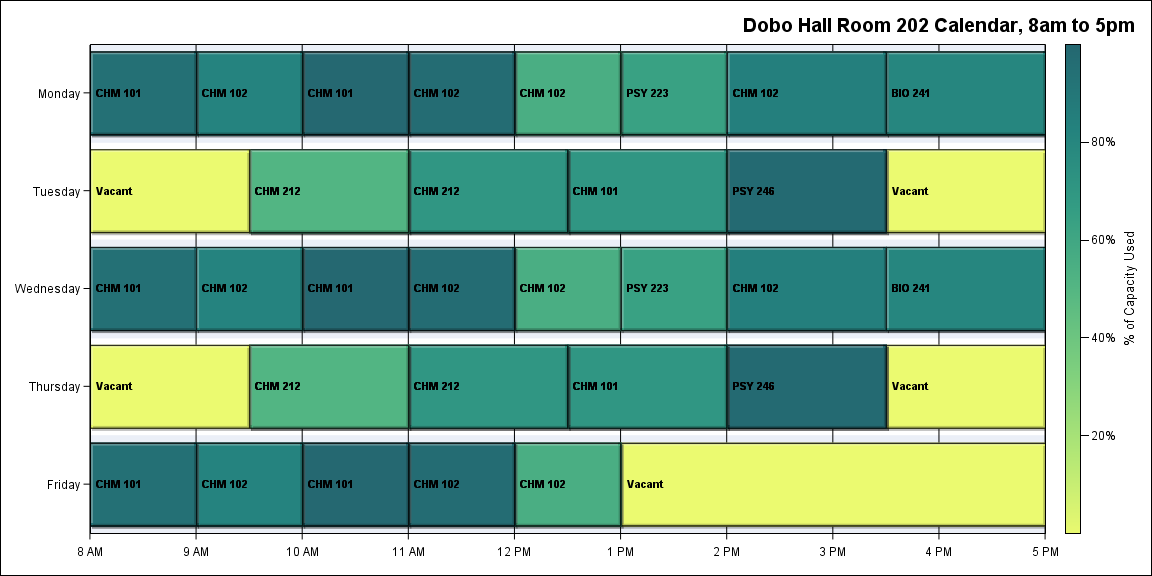 Dobo Hall Room 202 Calendar, 8am to 5pm
Monday
CHM 101
CHM 102
CHM 101
CHM 102
CHM 102
PSY 223
CHM 102
BIO 241
Tuesday
Vacant
CHM 212
CHM 212
CHM 101
PSY 246
Vacant
Wednesday
CHM 101
CHM 102
CHM 101
CHM 102
CHM 102
PSY 223
CHM 102
BIO 241
Thursday
Vacant
CHM 212
CHM 212
CHM 101
PSY 246
Vacant
Friday
CHM 101
CHM 102
CHM 101
CHM 102
CHM 102
Vacant
8 AM
9 AM
10 AM
11 AM
12 PM
1 PM
2 PM
3 PM
4 PM
5 PM
80%
60%
40%
20%
% of Capacity Used